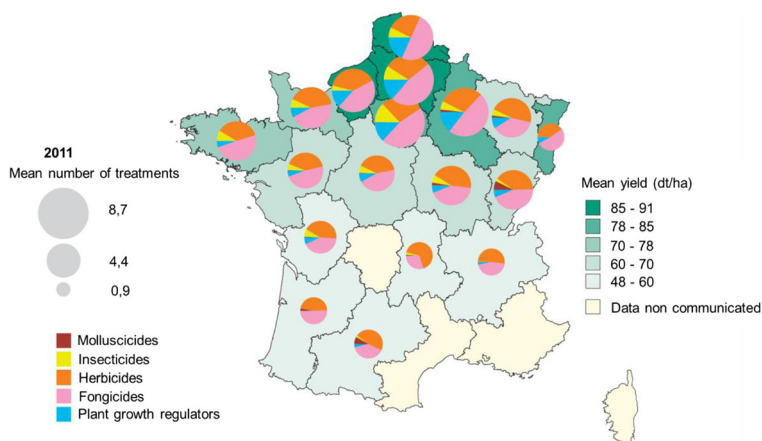 2011
Mean number of treatments
8,7
4,4
0,9
Molluscicides
Insecticides
Herbicides
Fongicides
Plant growth regulators
Mean yield (dt/ha)
85 - 91
78 - 85
70 - 78
60 - 70
48 - 60
Data non communicated